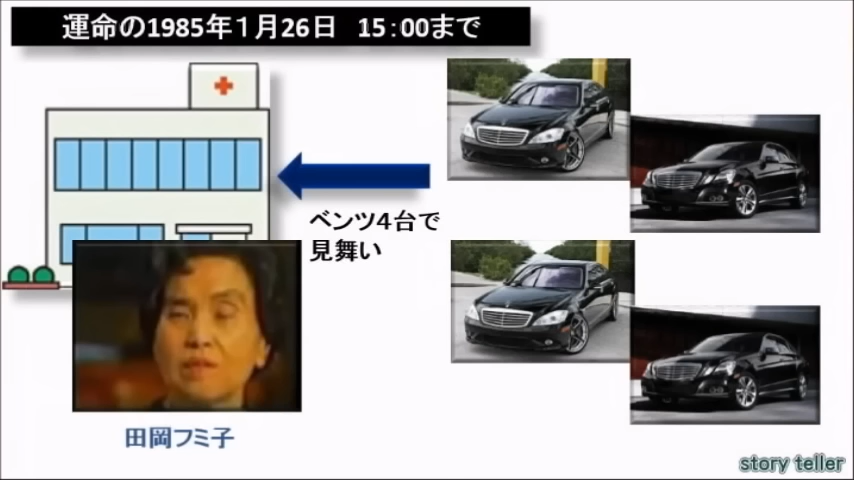 運命の1985年１月26日　15：00まで
ベンツ４台で
見舞い
田岡フミ子
story teller